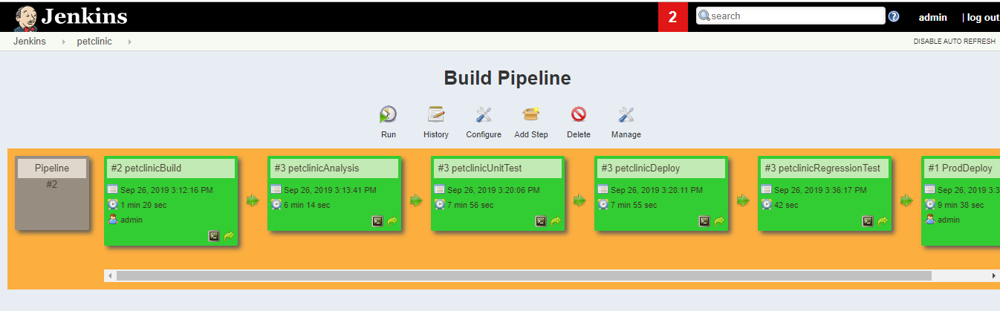 Jenkins
2
search
admin
| log out
Jenkins
petclinic
DISABLE AUTO REFRESH
Build Pipeline
Run
History
Configure
Add Step
Delete
Manage
Pipeline
#2
#2 petclinicBuild
Sep 26, 2019 3:12:16 PM
1 min 20 sec
admin
#3 petclinicAnalysis
Sep 26, 2019 3:13:41 PM
6 min 14 sec
#3 petclinicUnitTest
Sep 26, 2019 3:20:06 PM
7 min 56 sec
#3 petclinicDeploy
Sep 26, 2019 3:28:11 PM
7 min 55 sec
#3 petclinicRegressionTest
Sep 26, 2019 3:36:17 PM
42 sec
#1 ProdDeploy
Sep 26, 2019 3:3
9 min 38 sec
admin